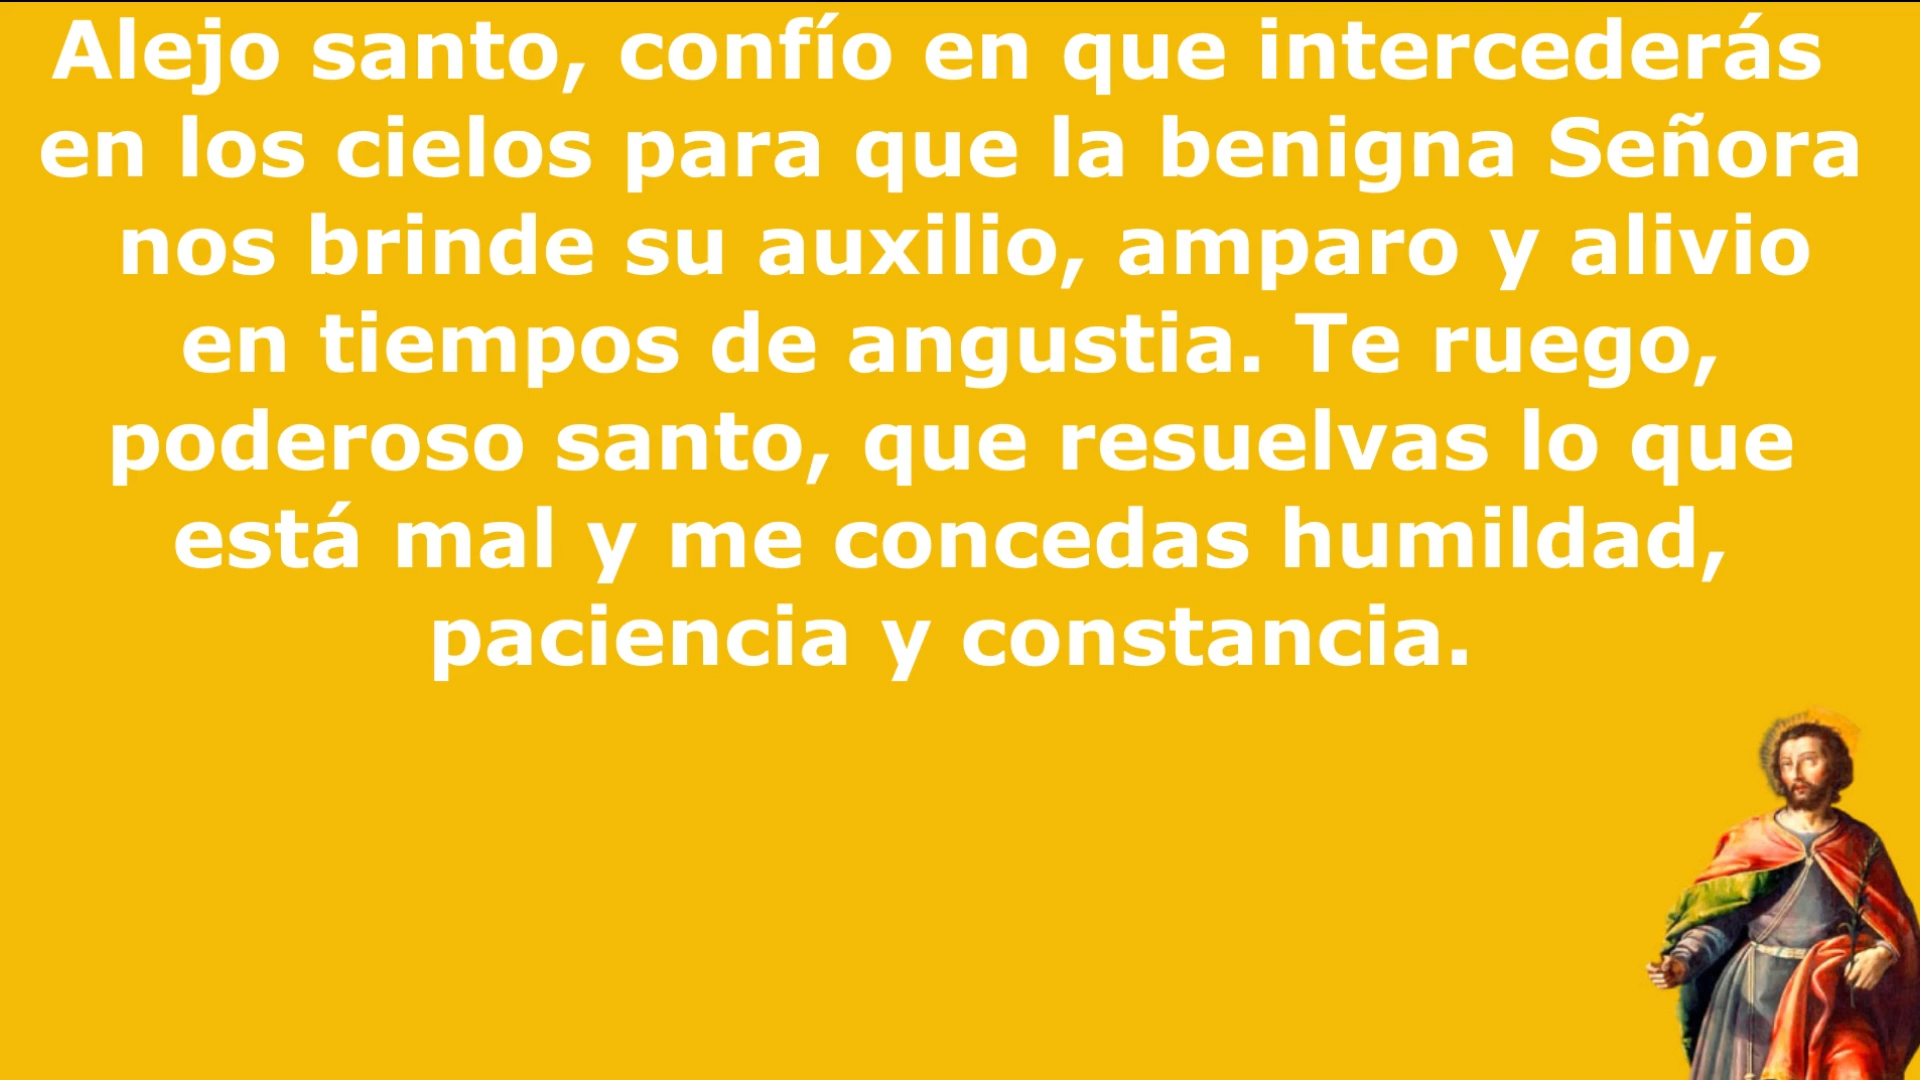 Alejo santo, confío en que intercederás
en los cielos para que la benigna Señora
nos brinde su auxilio, amparo y alivio
en tiempos de angustia. Te ruego,
poderoso santo, que resuelvas lo que
está mal y me concedas humildad,
paciencia y constancia.